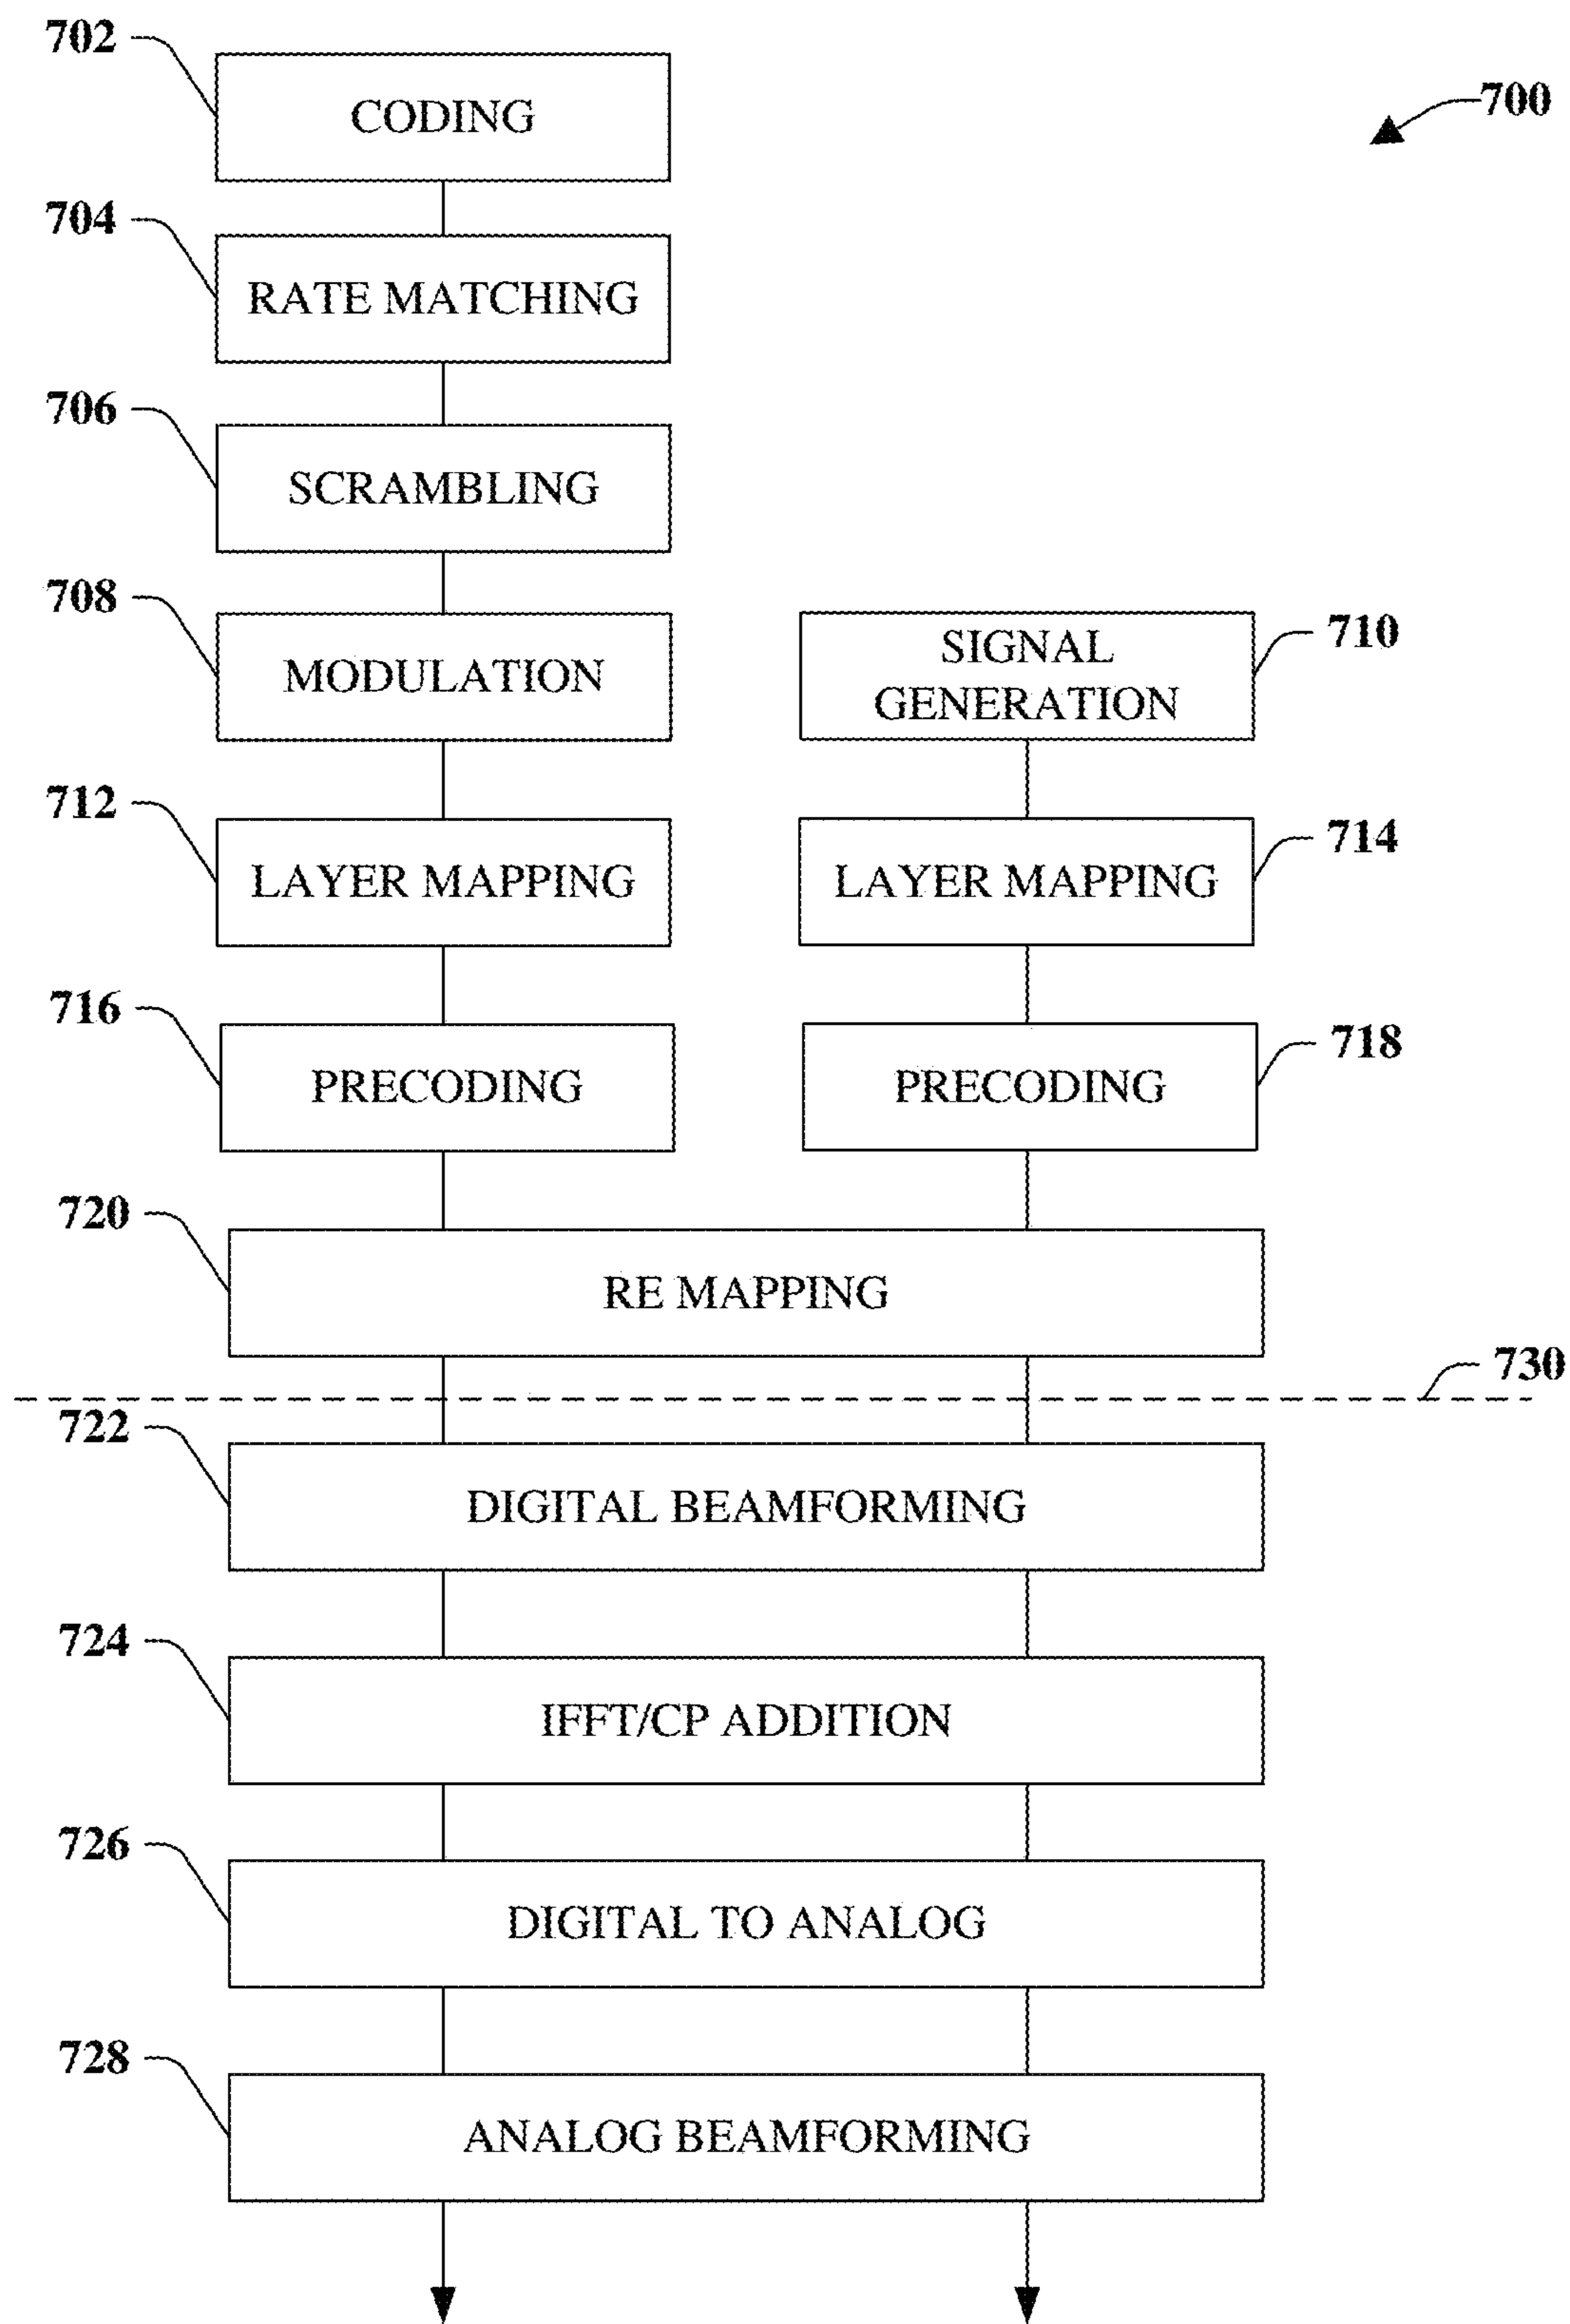 702
CODING
700
704
RATE MATCHING
706
SCRAMBLING
708
MODULATION
SIGNAL
GENERATION
710
712
LAYER MAPPING
LAYER MAPPING
714
716
PRECODING
PRECODING
718
720
RE MAPPING
730
722
DIGITAL BEAMFORMING
724
IFFT/CP ADDITION
726
DIGITAL TO ANALOG
728
ANALOG BEAMFORMING